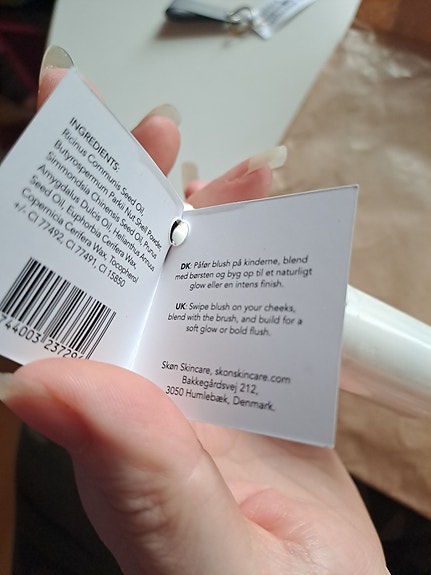 INGREDIENTS:
Ricinus Communis Seed Oil,
Butyrospermum Parkii Nut Shell Powder,
Simmondsia Chinensis Seed Oil, Prunus
Amygdalus Dulcis Oil, Helianthus Annuus
Seed Oil, Euphorbia Cerifera Wax,
Copernicia Cerifera Wax, Tocopherol
+/- CI 77492, CI 77491, CI 15850
744003 23729
DK: Påfør blush på kinderne, blend
med børsten og byg op til et naturligt
glow eller en intens finish.
UK: Swipe blush on your cheeks,
blend with the brush, and build for a
soft glow or bold flush.
Skøn Skincare, skonskincare.com
Bakkegårdsvej 212,
3050 Humlebæk, Denmark.